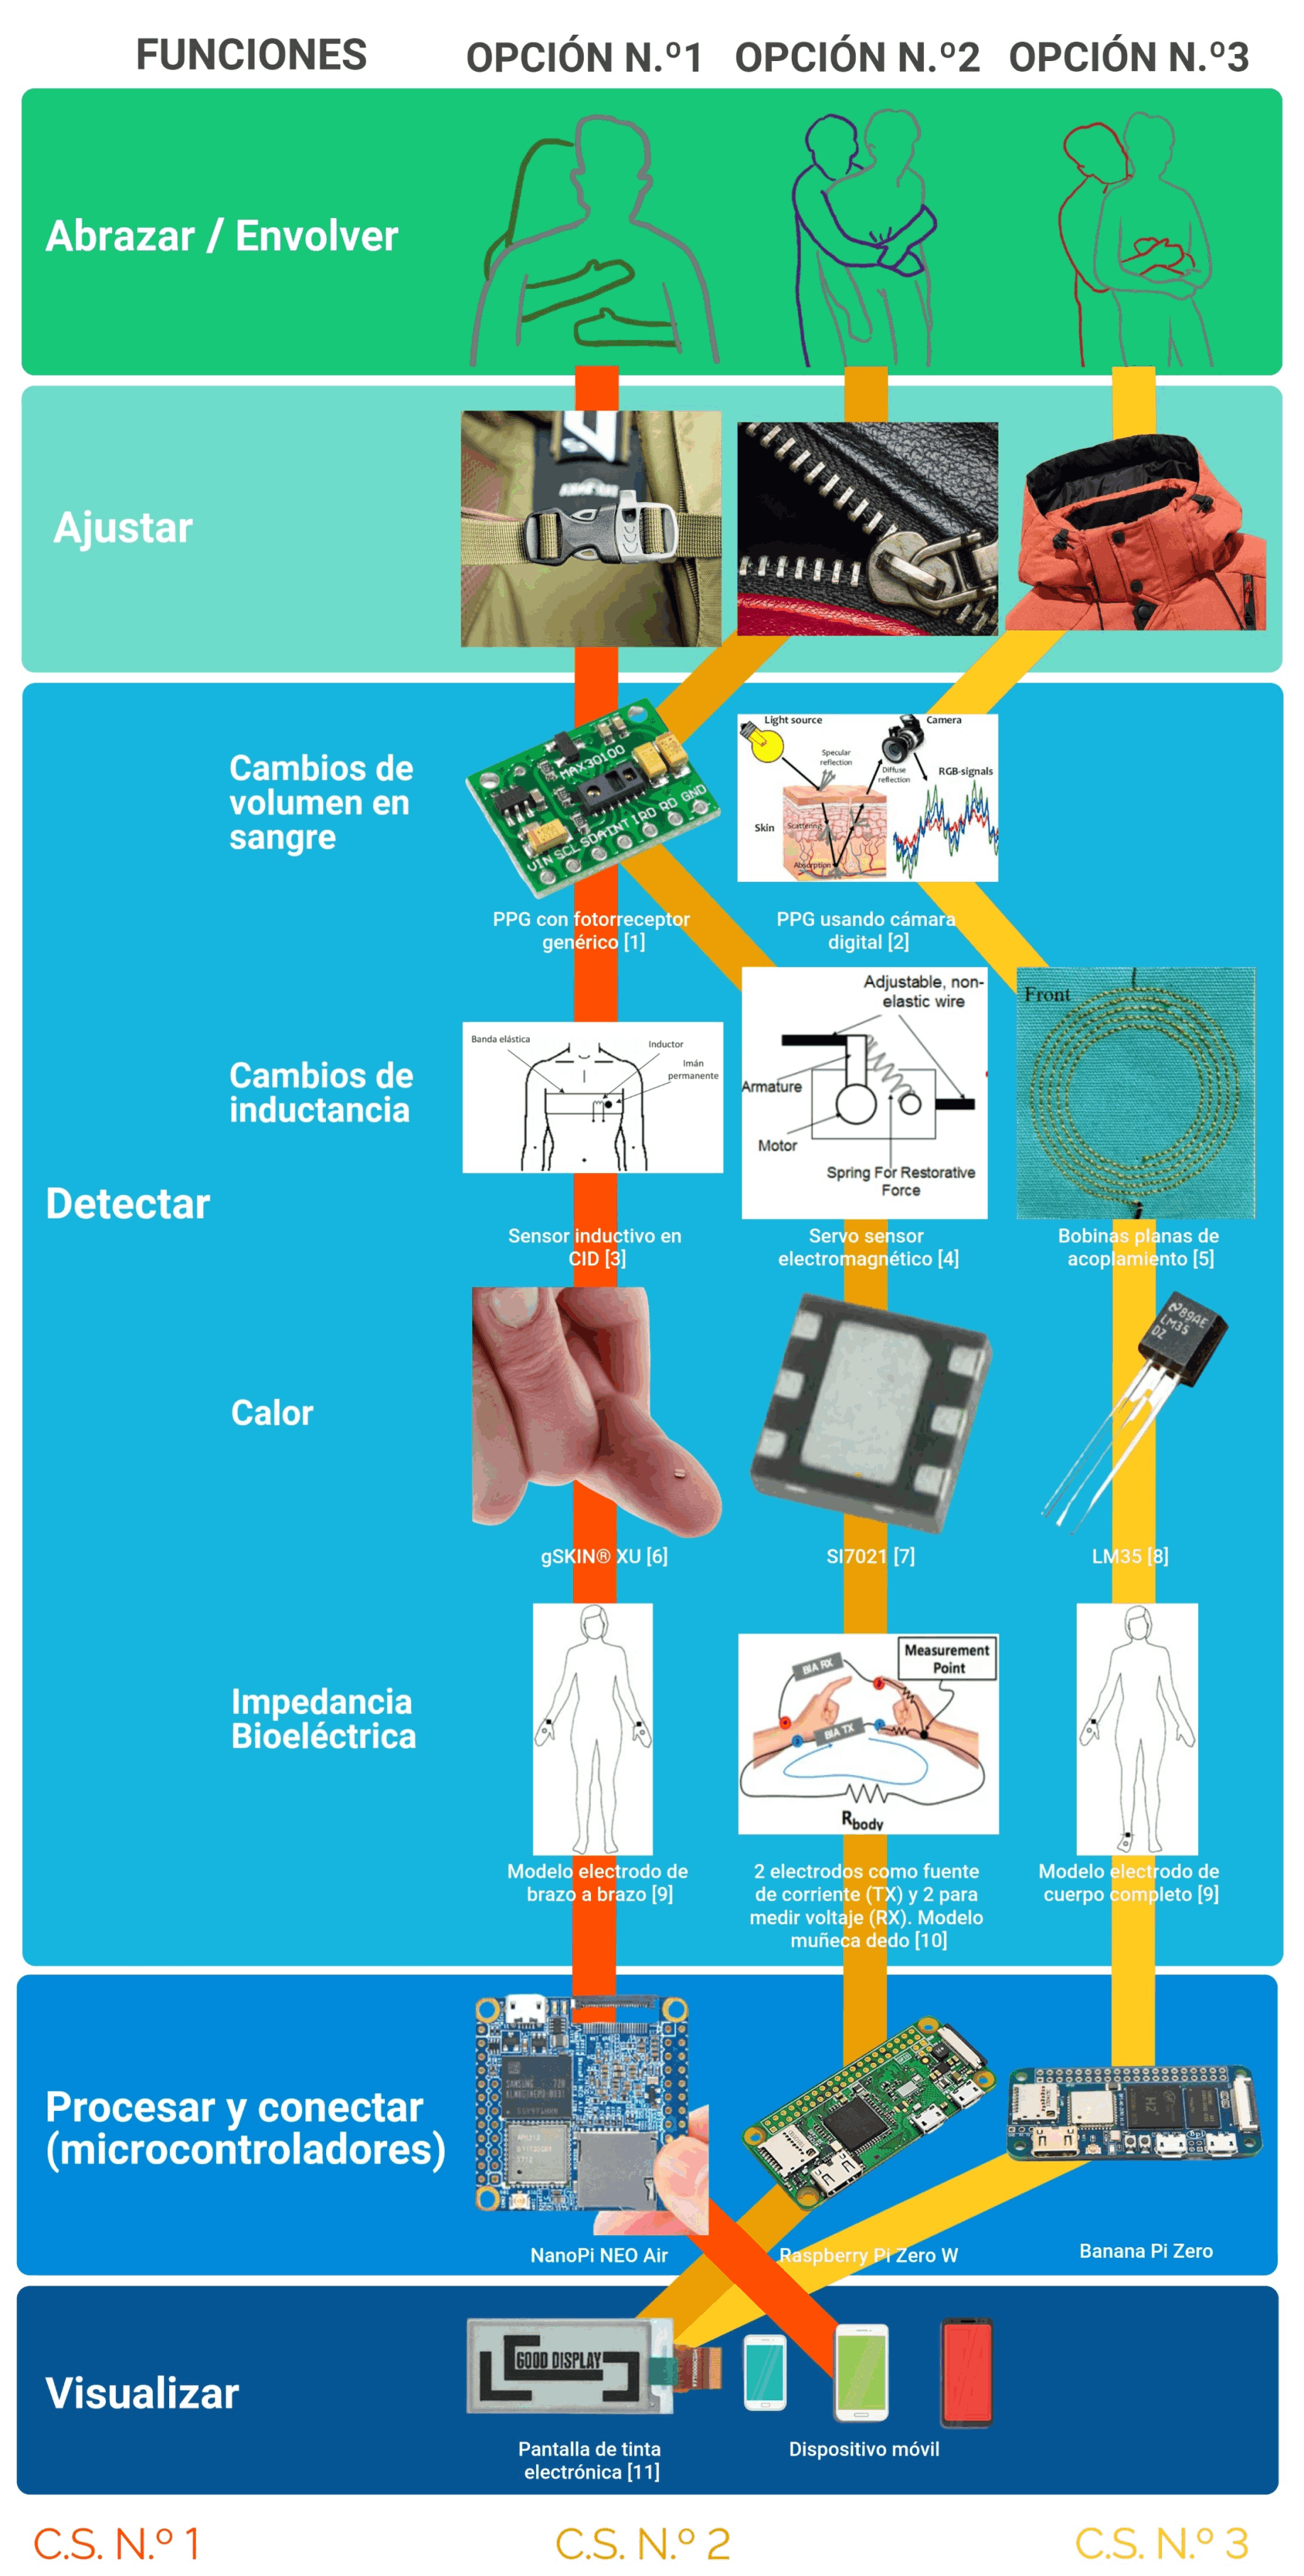 FUNCIONES OPCIÓN N.º1 OPCIÓN N.º2 OPCIÓN N.º3
Abrazar / Envolver
Ajustar
Cambios de
volumen en
sangre
MAX30100
VIN SCL SDA INT IRD RD GND
PPG con fotorreceptor
genérico [1]
Light source
Camera
Specular
reflection
Diffuse
reflection
RGB-signals
Skin
Scattering
Absorption
PPG usando cámara
digital [2]
Cambios de
inductancia
Banda elástica
Inductor
Imán
permanente
Sensor inductivo en
CID [3]
Adjustable, non-
elastic wire
Armature
Motor
Spring For Restorative
Force
Servo sensor
electromagnético [4]
Front
Bobinas planas de
acoplamiento [5]
Detectar
Calor
gSKIN® XU [6]
SI7021 [7]
89AE
LM35
DZ
LM35 [8]
Impedancia
Bioeléctrica
Modelo electrodo de
brazo a brazo [9]
BIA RX
Measurement
Point
BIA TX
Rbody
2 electrodos como fuente
de corriente (TX) y 2 para
medir voltaje (RX). Modelo
muñeca dedo [10]
Modelo electrodo de
cuerpo completo [9]
Procesar y conectar
(microcontroladores)
SAMSUNG
NanoPi NEO Air
Raspberry Pi Zero W
Banana Pi Zero
Visualizar
GOOD DISPLAY
Pantalla de tinta
electrónica [11]
Dispositivo móvil
C.S. N.º 1 C.S. N.º 2 C.S. N.º 3